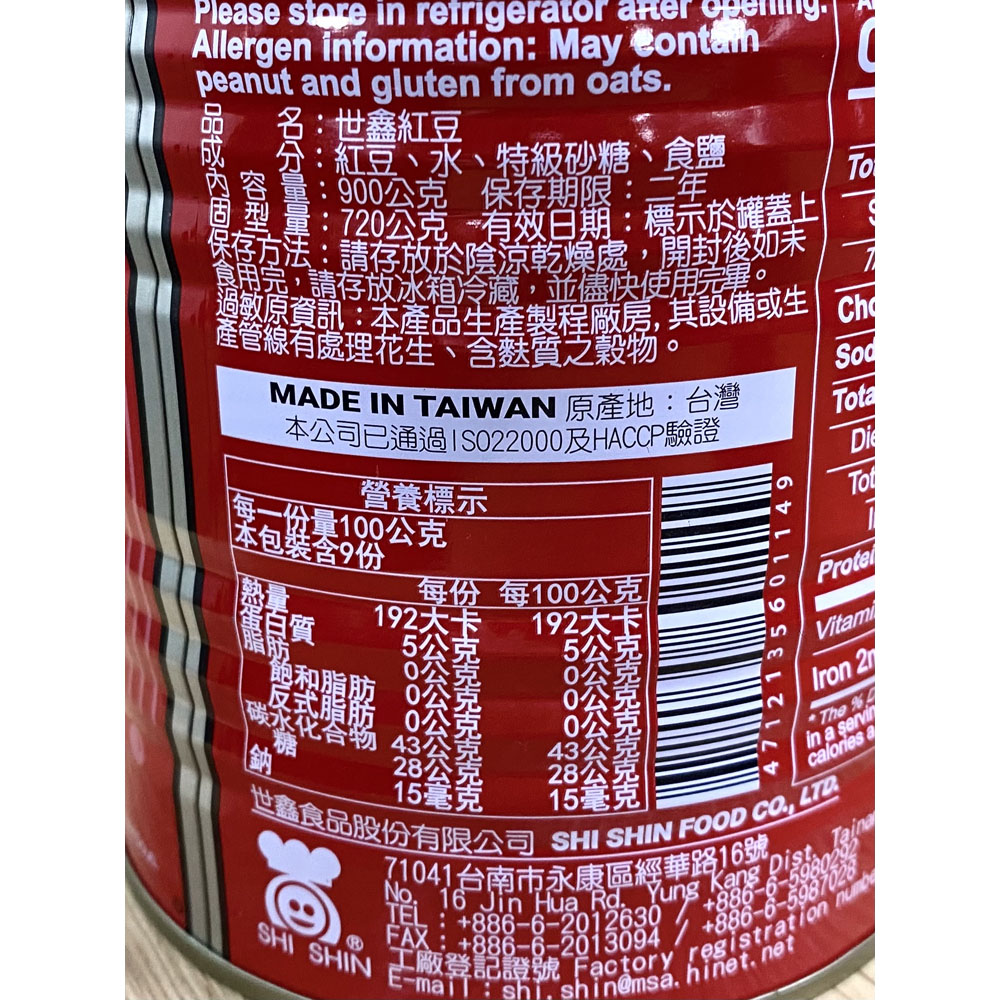 Please store in refrigerator after opening.
Allergen information: May contain
peanut and gluten from oats.
品名：世鑫紅豆
成分：紅豆、水、特級砂糖、食鹽
內容量：900公克 保存期限：二年
固型量：720公克 有效日期：標示於罐蓋上
保存方法：請存放於陰涼乾燥處，開封後如未
食用完，請存放冰箱冷藏，並儘快使用完畢。
過敏原資訊：本產品生產製程廠房,其設備或生
產管線有處理花生、含麩質之穀物。
MADE IN TAIWAN 原產地：台灣
本公司已通過ISO22000及HACCP驗證
營養標示
每一份量100公克
本包裝含9份
每份 每100公克
熱量 192大卡 192大卡
蛋白質 5公克 5公克
脂肪 0公克 0公克
飽和脂肪 0公克 0公克
反式脂肪 0公克 0公克
碳水化合物 43公克 43公克
糖 28公克 28公克
鈉 15毫克 15毫克
4712135601149
世鑫食品股份有限公司 SHI SHIN FOOD CO., LTD.
71041台南市永康區經華路16號
No. 16 Jin Hua Rd. Yung Kang Dist.
TEL：+886-6-2012630 / +886-6-5980292
FAX：+886-6-2013094 / +886-6-5987028
工廠登記證號 Factory registration
E-mail：shi.shin@msa.hinet.net
SHI SHIN ®
Iron
* The %
in a
calories